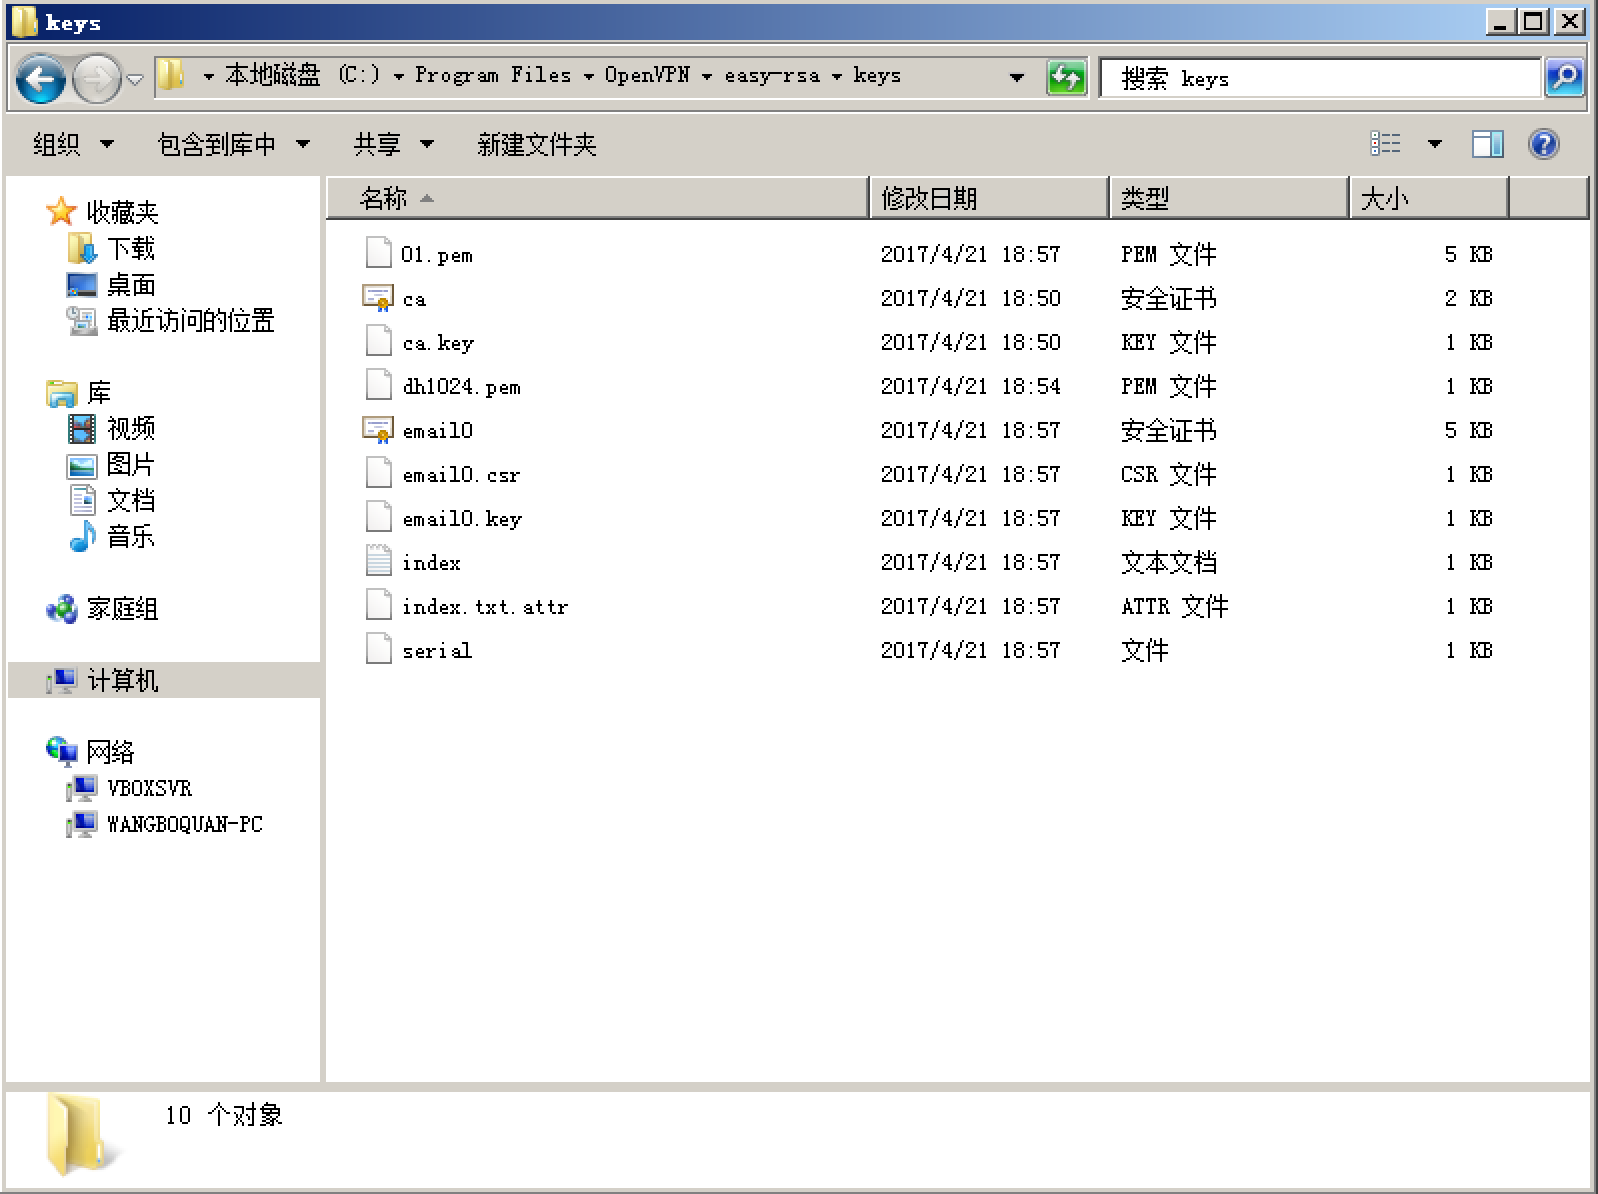 keys
本地磁盘 (C:) Program Files OpenVPN easy-rsa keys
搜索 keys
组织 包含到库中 共享 新建文件夹
收藏夹
下载
桌面
最近访问的位置
库
视频
图片
文档
音乐
家庭组
计算机
网络
VBOXSVR
WANGBOQUAN-PC
名称 修改日期 类型 大小
01.pem 2017/4/21 18:57 PEM 文件 5 KB
ca 2017/4/21 18:50 安全证书 2 KB
ca.key 2017/4/21 18:50 KEY 文件 1 KB
dh1024.pem 2017/4/21 18:54 PEM 文件 1 KB
email0 2017/4/21 18:57 安全证书 5 KB
email0.csr 2017/4/21 18:57 CSR 文件 1 KB
email0.key 2017/4/21 18:57 KEY 文件 1 KB
index 2017/4/21 18:57 文本文档 1 KB
index.txt.attr 2017/4/21 18:57 ATTR 文件 1 KB
serial 2017/4/21 18:57 文件 1 KB
10 个对象